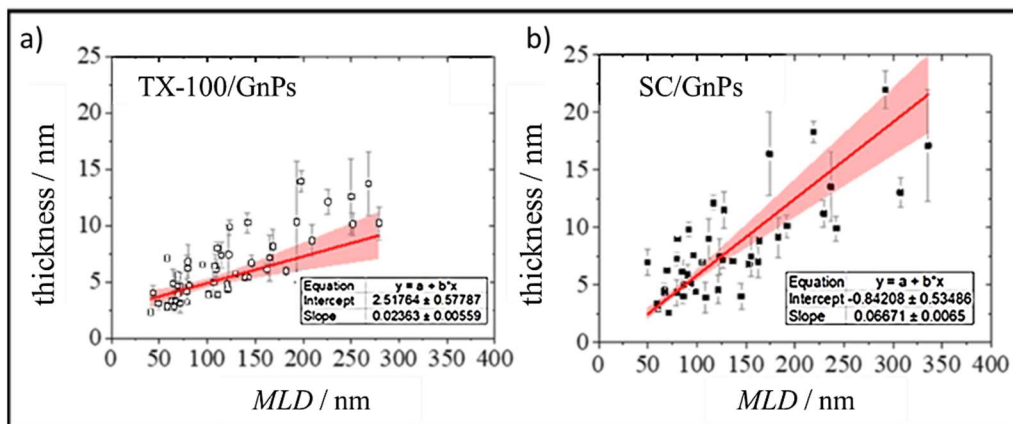 a)
25
20
15
10
5
0
thickness / nm
TX-100/GnPs
Equation y = a + b*x
Intercept 2.51764 ± 0.57787
Slope 0.02363 ± 0.00559
0 50 100 150 200 250 300 350 400
MLD / nm
b)
25
20
15
10
5
0
thickness / nm
SC/GnPs
Equation y = a + b*x
Intercept -0.84208 ± 0.53486
Slope 0.06671 ± 0.0065
0 50 100 150 200 250 300 350 400
MLD / nm